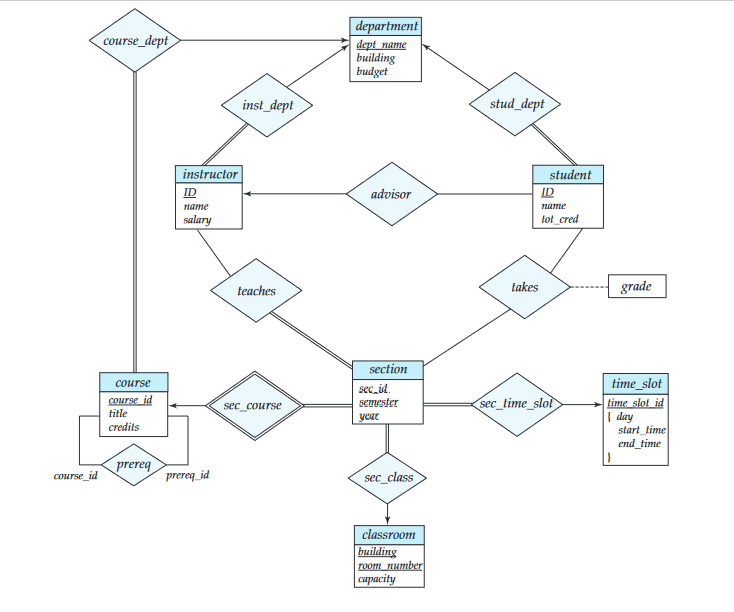 department
course_dept
dept_name
building
budget
inst_dept
stud_dept
instructor
ID
name
salary
advisor
student
ID
name
tot_cred
teaches
takes
grade
section
sec_id
semester
year
course
course_id
title
credits
sec_course
sec_time_slot
time_slot
time_slot_id
{ day
start_time
end_time
}
prereq
course_id
prereq_id
sec_class
classroom
building
room_number
capacity